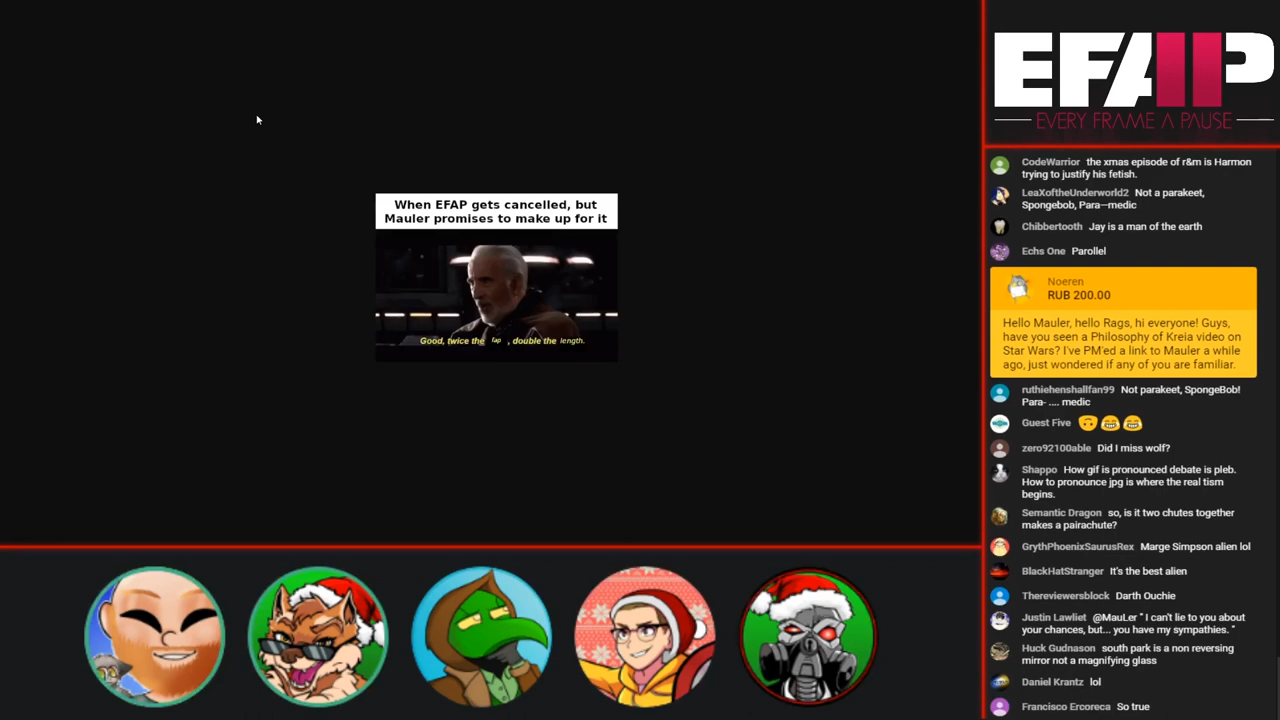 When EFAP gets cancelled, but
Mauler promises to make up for it
Good, twice the fap , double the length.
EFAP
EVERY FRAME A PAUSE
CodeWarrior the xmas episode of r&m is Harmon
trying to justify his fetish.
LeaXoftheUnderworld2 Not a parakeet,
Spongebob, Para—medic
Chibbertooth Jay is a man of the earth
Echs One Parollel
Noeren
RUB 200.00
Hello Mauler, hello Rags, hi everyone! Guys,
have you seen a Philosophy of Kreia video on
Star Wars? I've PM'ed a link to Mauler a while
ago, just wondered if any of you are familiar.
ruthiehenshallfan99 Not parakeet, SpongeBob!
Para- .... medic
Guest Five 🙃😂😂
zero92100able Did I miss wolf?
Shappo How gif is pronounced debate is pleb.
How to pronounce jpg is where the real tism
begins.
Semantic Dragon so, is it two chutes together
makes a pairachute?
GrythPhoenixSaurusRex Marge Simpson alien lol
BlackHatStranger It's the best alien
Thereviewersblock Darth Ouchie
Justin Lawliet @MauLer " I can't lie to you about
your chances, but... you have my sympathies. "
Huck Gudnason south park is a non reversing
mirror not a magnifying glass
Daniel Krantz lol
Francisco Ercoreca So true